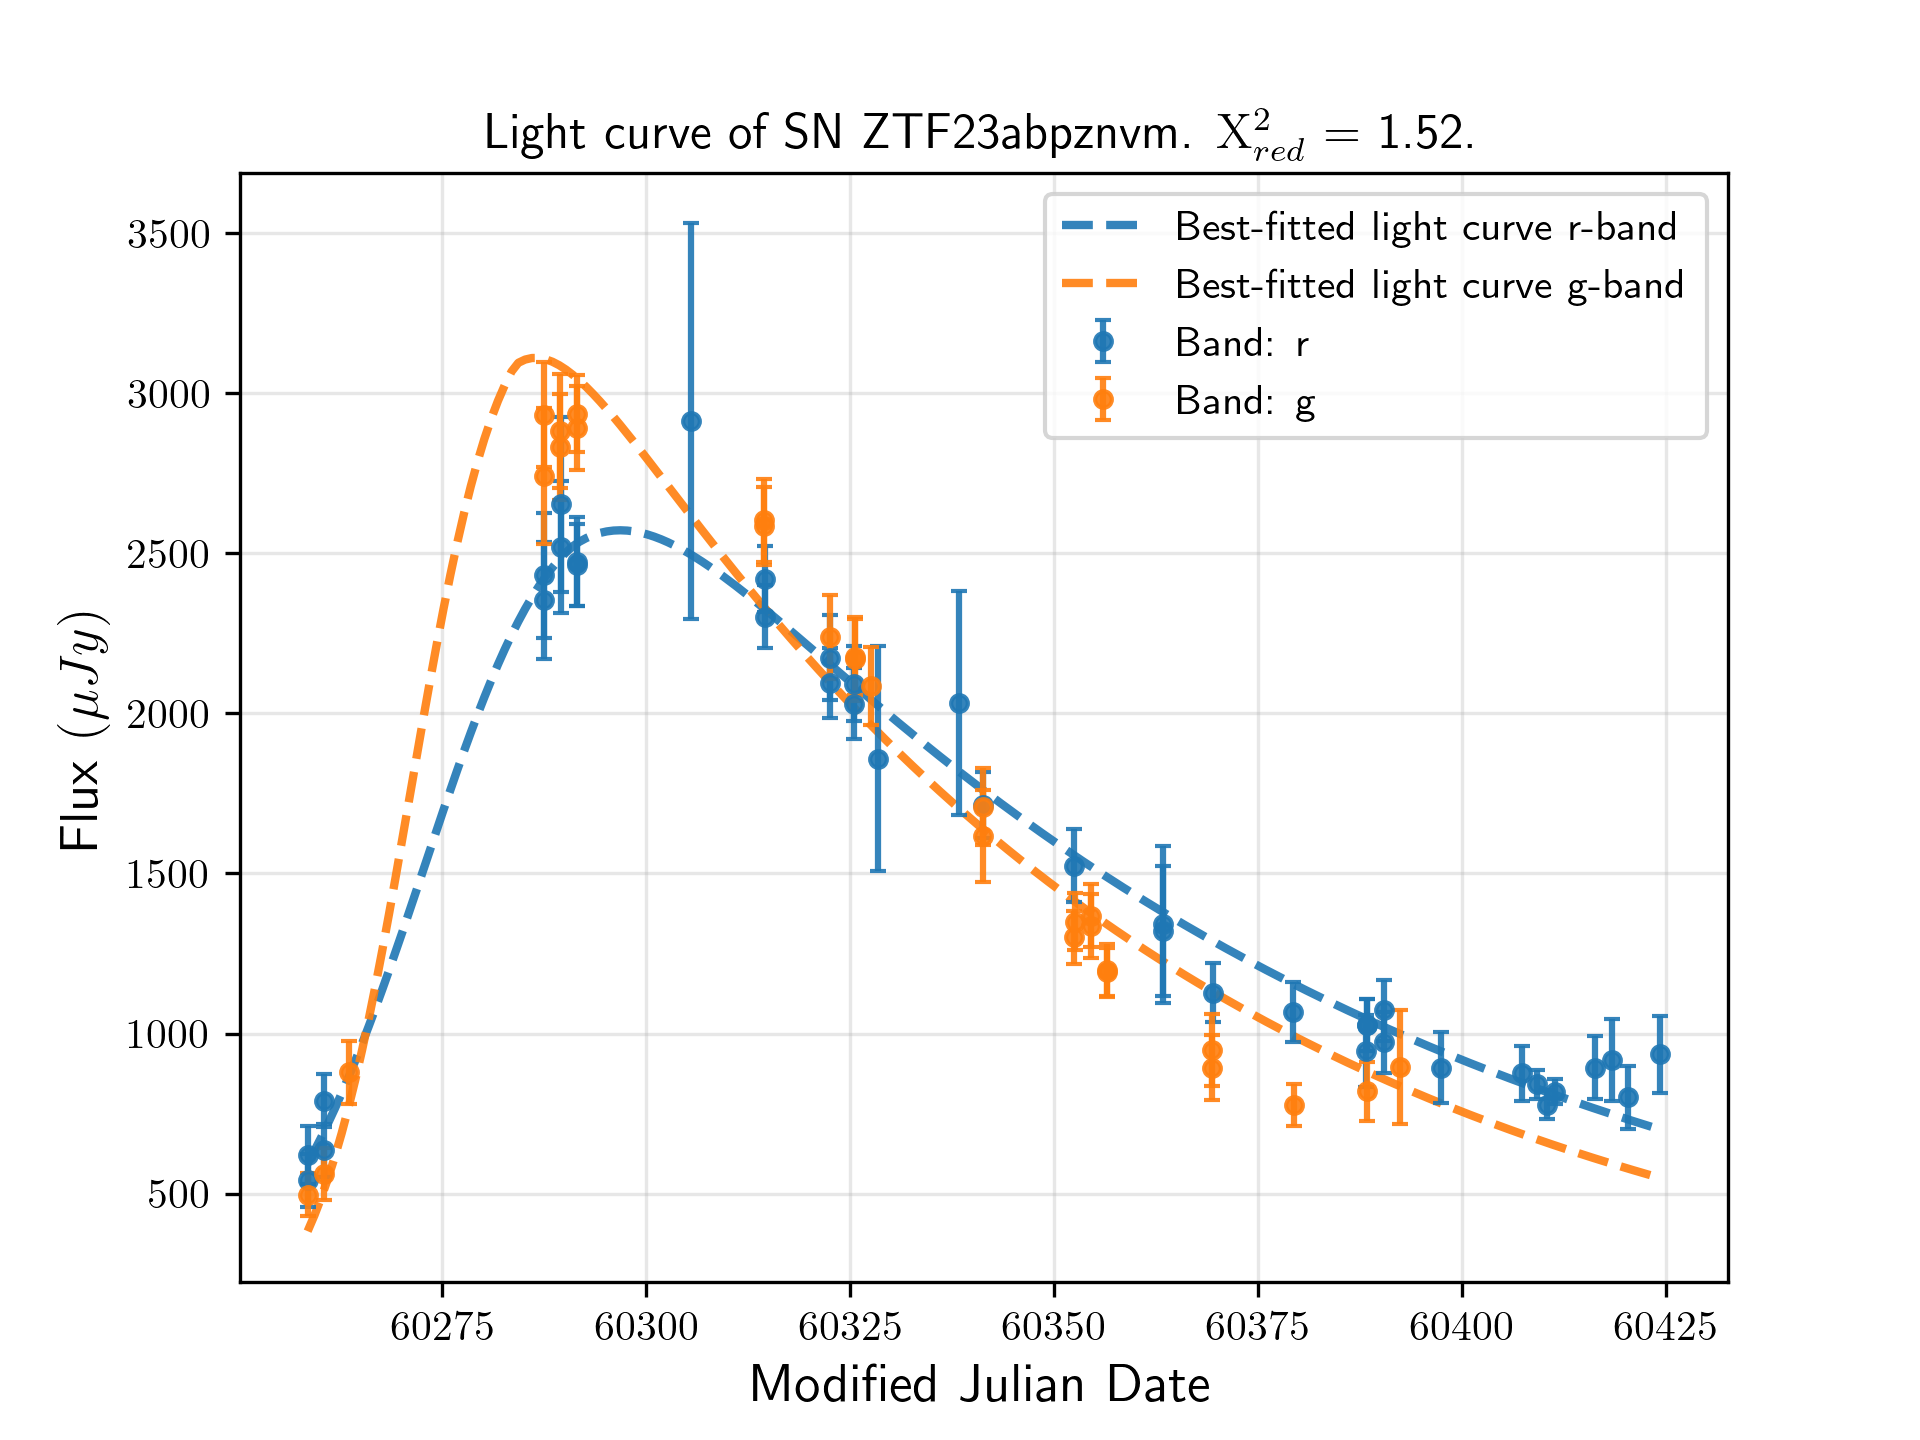 Light curve of SN ZTF23abpznvm. X²_red = 1.52.
Best-fitted light curve r-band
Best-fitted light curve g-band
Band: r
Band: g
Flux (μJy)
3500
3000
2500
2000
1500
1000
500
60275 60300 60325 60350 60375 60400 60425
Modified Julian Date